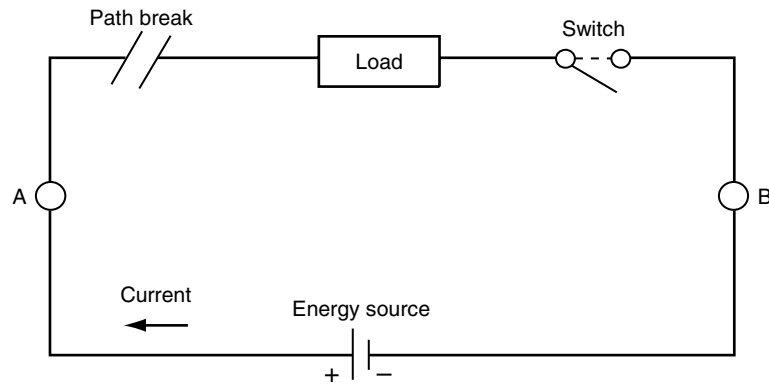 Path break
Switch
Load
A
B
Current
Energy source
+ −